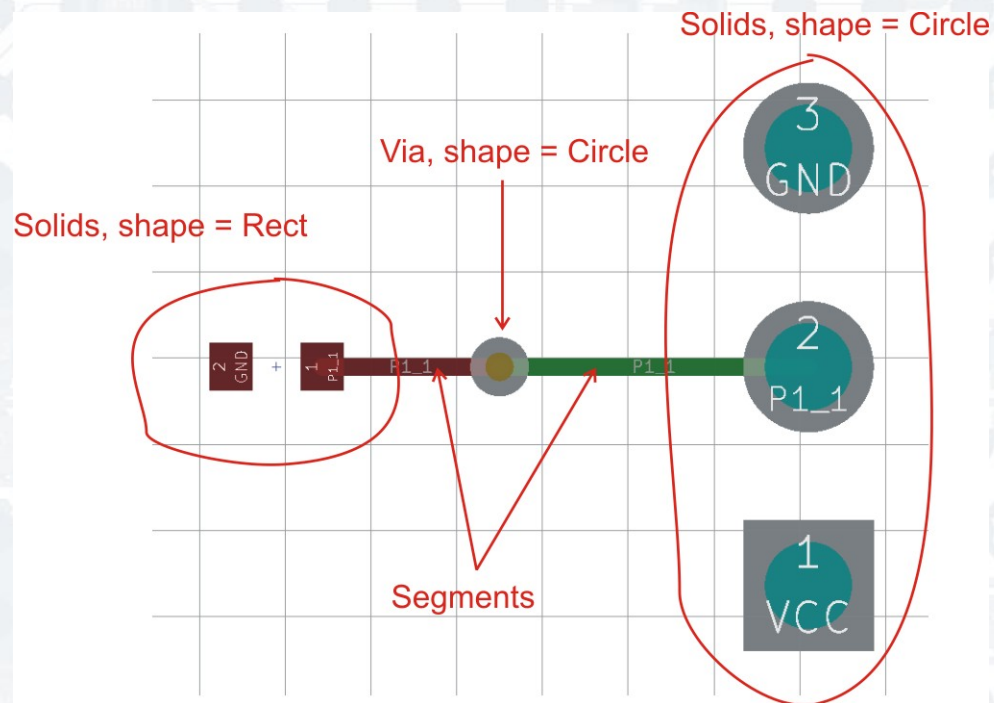 Solids, shape = Circle
3
GND
Via, shape = Circle
Solids, shape = Rect
2
GND
1
P1_1
P1_1
P1_1
2
P1_1
Segments
1
VCC